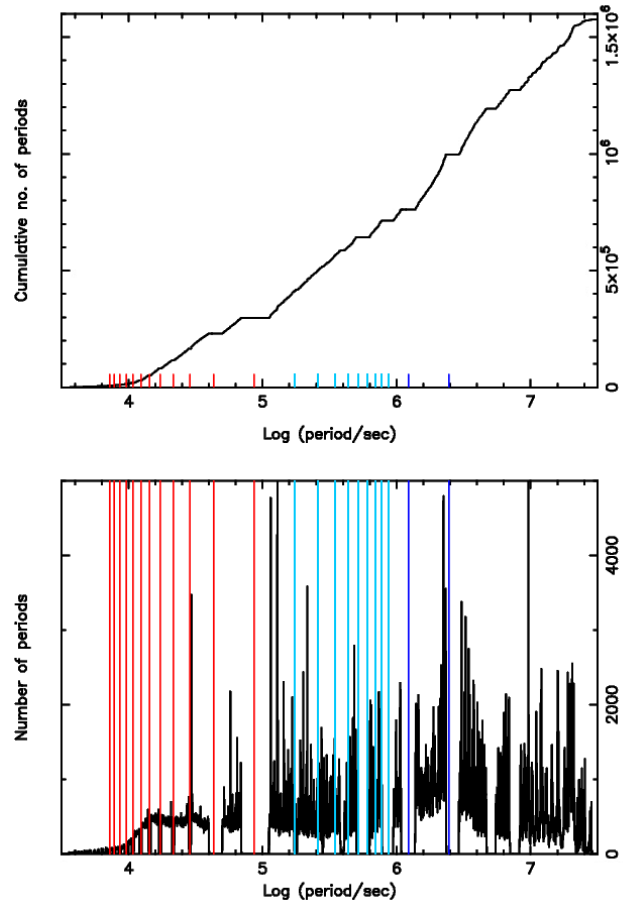 Cumulative no. of periods
0
5×10⁵
10⁶
1.5×10⁶
4 5 6 7
Log (period/sec)
Number of periods
0
2000
4000
4 5 6 7
Log (period/sec)